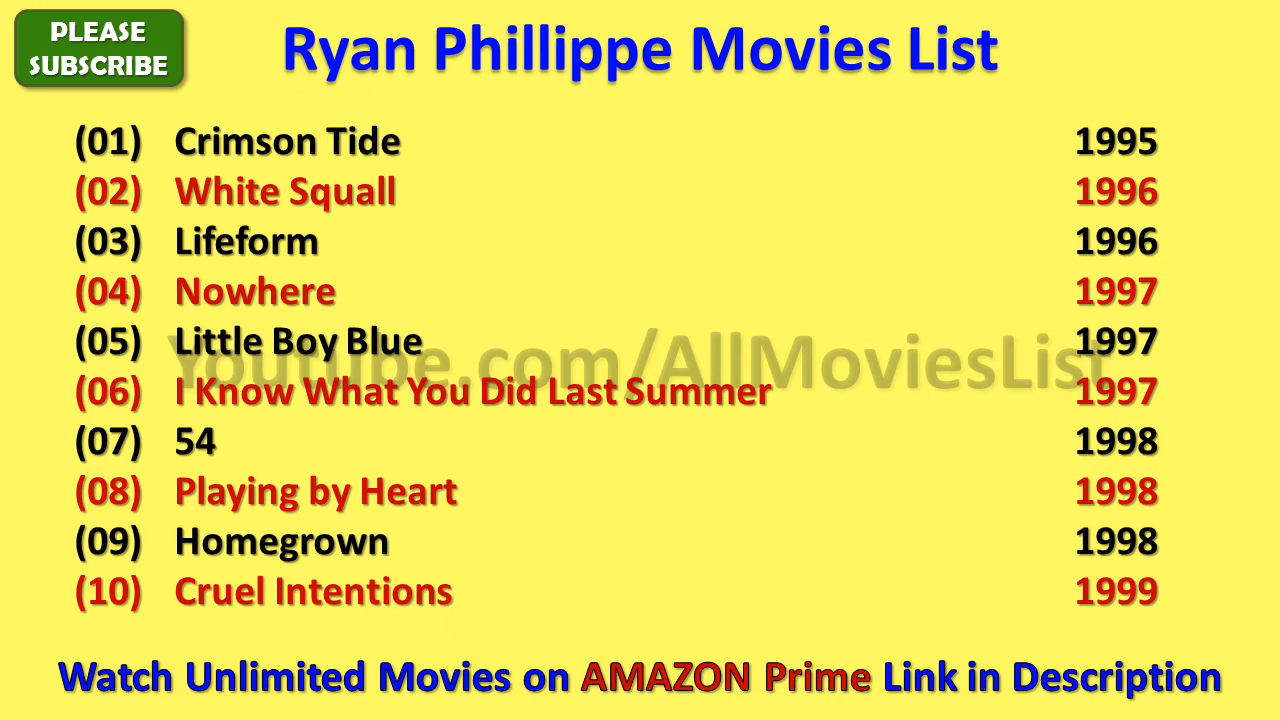 PLEASE
SUBSCRIBE
Ryan Phillippe Movies List
(01) Crimson Tide 1995
(02) White Squall 1996
(03) Lifeform 1996
(04) Nowhere 1997
(05) Little Boy Blue 1997
Youtube.com/AllMoviesList
(06) I Know What You Did Last Summer 1997
(07) 54 1998
(08) Playing by Heart 1998
(09) Homegrown 1998
(10) Cruel Intentions 1999
Watch Unlimited Movies on AMAZON Prime Link in Description